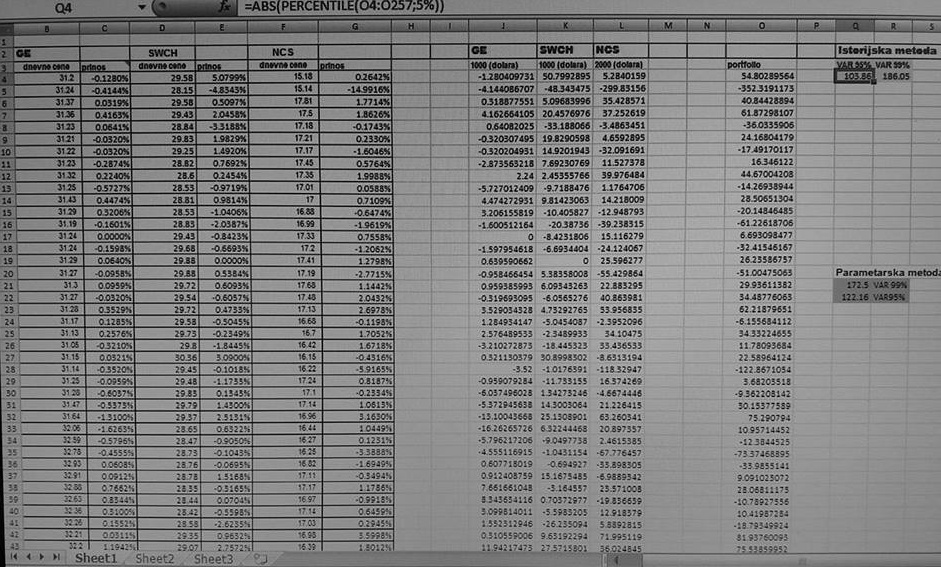 Q4 fx =ABS(PERCENTILE(O4:O257;5%))
B C D E F G H I J K L M N O P Q R S
1
2 GE SWCH NCS GE SWCH NCS Istorijska metoda
3 dnevne cene prinos dnevne cene prinos dnevne cene prinos 1000 (dolara) 1000 (dolara) 2000 (dolara) portfolio VAR 95% VAR 99%
4 31.2 -0.1280% 29.58 5.0799% 15.18 0.2642% -1.280409731 50.7992895 5.2840159 54.80289564 103.86 186.05
5 31.24 -0.4144% 28.15 -4.8343% 15.14 -14.9916% -4.144086707 -48.343475 -299.83156 -352.3191173
6 31.37 0.0319% 29.58 0.5097% 17.81 1.7714% 0.318877551 5.09683996 35.428571 40.84428894
7 31.36 0.4163% 29.43 2.0458% 17.5 1.8626% 4.162664105 20.4576976 37.252619 61.87298107
8 31.23 0.0641% 28.84 -3.3188% 17.18 -0.1743% 0.64082025 -33.188066 -3.4863451 -36.0335906
9 31.21 -0.0320% 29.83 1.9829% 17.21 0.2330% -0.320307495 19.8290598 4.6592895 24.16804179
10 31.22 -0.0320% 29.25 1.4920% 17.17 -1.6046% -0.320204931 14.9201943 -32.091691 -17.49170117
11 31.23 -0.2874% 28.82 0.7692% 17.45 0.5764% -2.873563218 7.69230769 11.527378 16.346122
12 31.32 0.2240% 28.6 0.2454% 17.35 1.9988% 2.24 2.45355766 39.976484 44.67004208
13 31.25 -0.5727% 28.53 -0.9719% 17.01 0.0588% -5.727012409 -9.7188476 1.1764706 -14.26938944
14 31.43 0.4474% 28.81 0.9814% 17 0.7109% 4.474272931 9.81423063 14.218009 28.50651304
15 31.29 0.3206% 28.53 -1.0406% 16.88 -0.6474% 3.206155819 -10.405827 -12.948793 -20.14846485
16 31.19 -0.1601% 28.83 -2.0387% 16.99 -1.9619% -1.600512164 -20.38736 -39.238315 -61.22618706
17 31.24 0.0000% 29.43 -0.8423% 17.33 0.7558% 0 -8.4231806 15.116279 6.693098477
18 31.24 -0.1598% 29.68 -0.6693% 17.2 -1.2062% -1.597954618 -6.6934404 -24.124067 -32.41546167
19 31.29 0.0640% 29.88 0.0000% 17.41 1.2798% 0.639590662 0 25.596277 26.23586757
20 31.27 -0.0958% 29.88 0.5384% 17.19 -2.7715% -0.958466454 5.38358008 -55.429864 -51.00475063 Parametarska metoda
21 31.3 0.0959% 29.72 0.6093% 17.68 1.1442% 0.959385993 6.09343263 22.883295 29.93611382 172.5 VAR 99%
22 31.27 -0.0320% 29.54 -0.6057% 17.48 2.0432% -0.319693095 -6.0565276 40.863981 34.48776063 122.16 VAR95%
23 31.28 0.3529% 29.72 0.4733% 17.13 2.6978% 3.529034328 4.73292765 53.956835 62.21879651
24 31.17 0.1285% 29.58 -0.5045% 16.68 -0.1198% 1.284934147 -5.0454087 -2.3952096 -6.155684112
25 31.13 0.2576% 29.73 -0.2349% 16.7 1.7052% 2.576489533 -2.3489933 34.10475 34.33224655
26 31.05 -0.3210% 29.8 -1.8445% 16.42 1.6718% -3.210272873 -18.445323 33.436533 11.78093684
27 31.15 0.0321% 30.36 3.0900% 16.15 -0.4316% 0.321130379 30.8998302 -8.6313194 22.58964124
28 31.14 -0.3520% 29.45 -0.1018% 16.22 -5.9165% -3.52 -1.0176391 -118.32947 -122.8671054
29 31.25 -0.0959% 29.48 -1.1733% 17.24 0.8187% -0.959079284 -11.733155 16.374269 3.68203518
30 31.28 -0.6037% 29.83 0.1343% 17.1 -0.2334% -6.037496028 1.34273246 -4.6674446 -9.362208142
31 31.47 -0.5373% 29.79 1.4300% 17.14 1.0613% -5.372945638 14.3003064 21.226415 30.15377589
32 31.64 -1.3100% 29.37 2.5131% 16.96 3.1630% -13.10043668 25.1308901 63.260341 75.290794
33 32.06 -1.6263% 28.65 0.6322% 16.44 1.0449% -16.26265726 6.32244468 20.897357 10.95714452
34 32.59 -0.5796% 28.47 -0.9050% 16.27 0.1231% -5.796217206 -9.0497738 2.4615385 -12.3844525
35 32.78 -0.4555% 28.73 -0.1043% 16.25 -3.3888% -4.555116915 -1.0431154 -67.776457 -73.37468895
36 32.93 0.0608% 28.76 -0.0695% 16.82 -1.6949% 0.607718019 -0.694927 -33.898305 -33.9855141
37 32.91 0.0912% 28.78 1.5168% 17.11 -0.3494% 0.912408759 15.1673485 -6.9889342 9.091023072
38 32.88 0.7662% 28.35 -0.3165% 17.17 1.1786% 7.661661048 -3.164557 23.571008 28.06811175
39 32.63 0.8344% 28.44 0.0704% 16.97 -0.9918% 8.343634116 0.70372977 -19.836639 -10.78927556
40 32.36 0.3100% 28.42 -0.5598% 17.14 0.6459% 3.099814011 -5.5983205 12.918579 10.41987284
41 32.26 0.1552% 28.58 -2.6235% 17.03 0.2945% 1.552312946 -26.235094 5.8892815 -18.79349924
42 32.21 0.0311% 29.35 0.9632% 16.98 3.5998% 0.310559006 9.63192294 71.995119 81.93760093
43 32.2 1.1942% 29.07 2.7572% 16.39 1.8012% 11.94217473 27.5715801 36.024845 75.53859952
Sheet1 Sheet2 Sheet3